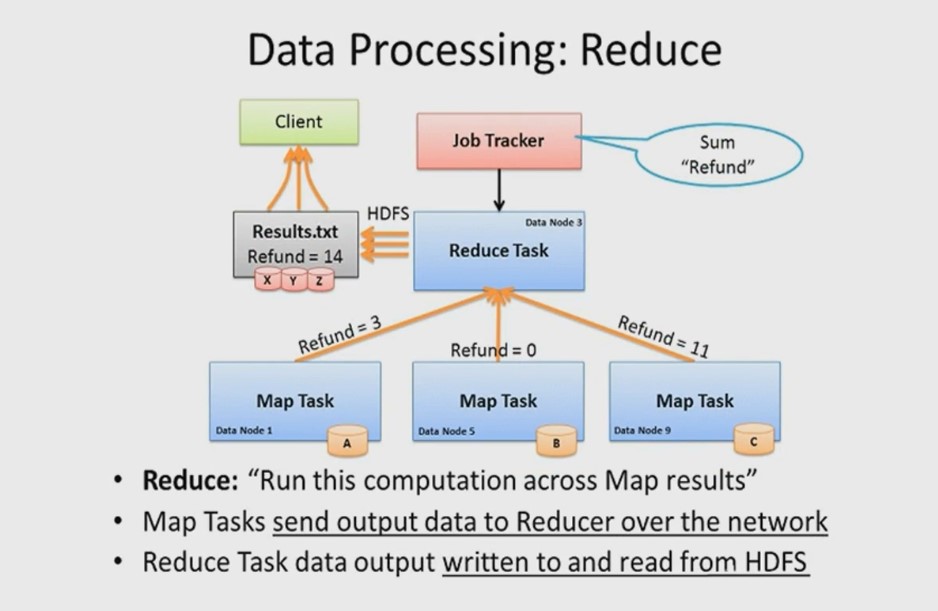 Data Processing: Reduce
Client
Job Tracker
Sum
“Refund”
HDFS
Results.txt
Refund = 14
X Y Z
Data Node 3
Reduce Task
Refund = 3
Refund = 0
Refund = 11
Map Task
Data Node 1
A
Map Task
Data Node 5
B
Map Task
Data Node 9
C
• Reduce: “Run this computation across Map results”
• Map Tasks send output data to Reducer over the network
• Reduce Task data output written to and read from HDFS